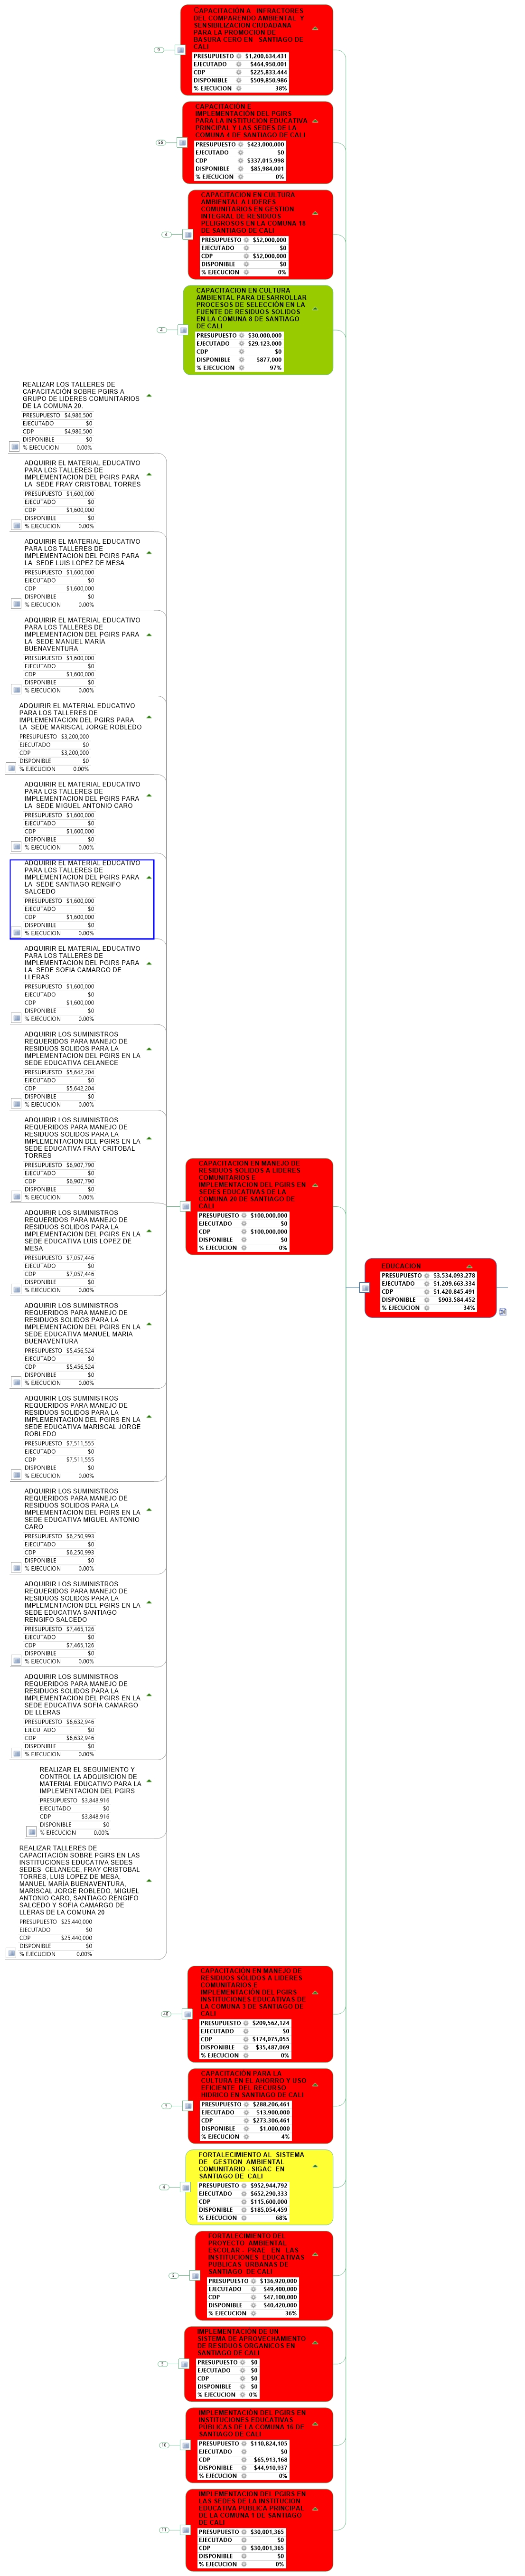 CAPACITACION A INFRACTORES
DEL COMPARENDO AMBIENTAL Y
SENSIBILIZACION CIUDADANA
PARA LA PROMOCION DE
BASURA CERO EN SANTIAGO DE
CALI
PRESUPUESTO $1,200,634,431
EJECUTADO $464,950,001
CDP $225,833,444
DISPONIBLE $509,850,986
% EJECUCION 38%
9
CAPACITACIÓN E
IMPLEMENTACIÓN DEL PGIRS
PARA LA INSTITUCION EDUCATIVA
PRINCIPAL Y LAS SEDES DE LA
COMUNA 4 DE SANTIAGO DE CALI
PRESUPUESTO $423,000,000
EJECUTADO $0
CDP $337,015,998
DISPONIBLE $85,984,001
% EJECUCION 0%
38
CAPACITACION EN CULTURA
AMBIENTAL A LIDERES
COMUNITARIOS EN GESTION
INTEGRAL DE RESIDUOS
PELIGROSOS EN LA COMUNA 18
DE SANTIAGO DE CALI
PRESUPUESTO $52,000,000
EJECUTADO $0
CDP $52,000,000
DISPONIBLE $0
% EJECUCION 0%
4
CAPACITACION EN CULTURA
AMBIENTAL PARA DESARROLLAR
PROCESOS DE SELECCIÓN EN LA
FUENTE DE RESIDUOS SOLIDOS
EN LA COMUNA 8 DE SANTIAGO
DE CALI
PRESUPUESTO $30,000,000
EJECUTADO $29,123,000
CDP $0
DISPONIBLE $877,000
% EJECUCION 97%
4
REALIZAR LOS TALLERES DE
CAPACITACIÓN SOBRE PGIRS A
GRUPO DE LIDERES COMUNITARIOS
DE LA COMUNA 20
PRESUPUESTO $4,986,500
EJECUTADO $0
CDP $4,986,500
DISPONIBLE $0
% EJECUCION 0.00%
ADQUIRIR EL MATERIAL EDUCATIVO
PARA LOS TALLERES DE
IMPLEMENTACION DEL PGIRS PARA
LA SEDE FRAY CRISTOBAL TORRES
PRESUPUESTO $1,600,000
EJECUTADO $0
CDP $1,600,000
DISPONIBLE $0
% EJECUCION 0.00%
ADQUIRIR EL MATERIAL EDUCATIVO
PARA LOS TALLERES DE
IMPLEMENTACION DEL PGIRS PARA
LA SEDE LUIS LOPEZ DE MESA
PRESUPUESTO $1,600,000
EJECUTADO $0
CDP $1,600,000
DISPONIBLE $0
% EJECUCION 0.00%
ADQUIRIR EL MATERIAL EDUCATIVO
PARA LOS TALLERES DE
IMPLEMENTACION DEL PGIRS PARA
LA SEDE MANUEL MARÍA
BUENAVENTURA
PRESUPUESTO $1,600,000
EJECUTADO $0
CDP $1,600,000
DISPONIBLE $0
% EJECUCION 0.00%
ADQUIRIR EL MATERIAL EDUCATIVO
PARA LOS TALLERES DE
IMPLEMENTACION DEL PGIRS PARA
LA SEDE MARISCAL JORGE ROBLEDO
PRESUPUESTO $3,200,000
EJECUTADO $0
CDP $3,200,000
DISPONIBLE $0
% EJECUCION 0.00%
ADQUIRIR EL MATERIAL EDUCATIVO
PARA LOS TALLERES DE
IMPLEMENTACION DEL PGIRS PARA
LA SEDE MIGUEL ANTONIO CARO
PRESUPUESTO $1,600,000
EJECUTADO $0
CDP $1,600,000
DISPONIBLE $0
% EJECUCION 0.00%
ADQUIRIR EL MATERIAL EDUCATIVO
PARA LOS TALLERES DE
IMPLEMENTACION DEL PGIRS PARA
LA SEDE SANTIAGO RENGIFO
SALCEDO
PRESUPUESTO $1,600,000
EJECUTADO $0
CDP $1,600,000
DISPONIBLE $0
% EJECUCION 0.00%
ADQUIRIR EL MATERIAL EDUCATIVO
PARA LOS TALLERES DE
IMPLEMENTACION DEL PGIRS PARA
LA SEDE SOFIA CAMARGO DE
LLERAS
PRESUPUESTO $1,600,000
EJECUTADO $0
CDP $1,600,000
DISPONIBLE $0
% EJECUCION 0.00%
ADQUIRIR LOS SUMINISTROS
REQUERIDOS PARA MANEJO DE
RESIDUOS SOLIDOS PARA LA
IMPLEMENTACION DEL PGIRS EN LA
SEDE EDUCATIVA CELANECE
PRESUPUESTO $5,642,204
EJECUTADO $0
CDP $5,642,204
DISPONIBLE $0
% EJECUCION 0.00%
ADQUIRIR LOS SUMINISTROS
REQUERIDOS PARA MANEJO DE
RESIDUOS SOLIDOS PARA LA
IMPLEMENTACION DEL PGIRS EN LA
SEDE EDUCATIVA FRAY CRITOBAL
TORRES
PRESUPUESTO $6,907,790
EJECUTADO $0
CDP $6,907,790
DISPONIBLE $0
% EJECUCION 0.00%
ADQUIRIR LOS SUMINISTROS
REQUERIDOS PARA MANEJO DE
RESIDUOS SOLIDOS PARA LA
IMPLEMENTACION DEL PGIRS EN LA
SEDE EDUCATIVA LUIS LOPEZ DE
MESA
PRESUPUESTO $7,057,446
EJECUTADO $0
CDP $7,057,446
DISPONIBLE $0
% EJECUCION 0.00%
ADQUIRIR LOS SUMINISTROS
REQUERIDOS PARA MANEJO DE
RESIDUOS SOLIDOS PARA LA
IMPLEMENTACION DEL PGIRS EN LA
SEDE EDUCATIVA MANUEL MARIA
BUENAVENTURA
PRESUPUESTO $5,456,524
EJECUTADO $0
CDP $5,456,524
DISPONIBLE $0
% EJECUCION 0.00%
ADQUIRIR LOS SUMINISTROS
REQUERIDOS PARA MANEJO DE
RESIDUOS SOLIDOS PARA LA
IMPLEMENTACION DEL PGIRS EN LA
SEDE EDUCATIVA MARISCAL JORGE
ROBLEDO
PRESUPUESTO $7,511,555
EJECUTADO $0
CDP $7,511,555
DISPONIBLE $0
% EJECUCION 0.00%
ADQUIRIR LOS SUMINISTROS
REQUERIDOS PARA MANEJO DE
RESIDUOS SOLIDOS PARA LA
IMPLEMENTACION DEL PGIRS EN LA
SEDE EDUCATIVA MIGUEL ANTONIO
CARO
PRESUPUESTO $6,250,993
EJECUTADO $0
CDP $6,250,993
DISPONIBLE $0
% EJECUCION 0.00%
ADQUIRIR LOS SUMINISTROS
REQUERIDOS PARA MANEJO DE
RESIDUOS SOLIDOS PARA LA
IMPLEMENTACION DEL PGIRS EN LA
SEDE EDUCATIVA SANTIAGO
RENGIFO SALCEDO
PRESUPUESTO $7,465,126
EJECUTADO $0
CDP $7,465,126
DISPONIBLE $0
% EJECUCION 0.00%
ADQUIRIR LOS SUMINISTROS
REQUERIDOS PARA MANEJO DE
RESIDUOS SOLIDOS PARA LA
IMPLEMENTACION DEL PGIRS EN LA
SEDE EDUCATIVA SOFIA CAMARGO
DE LLERAS
PRESUPUESTO $6,632,946
EJECUTADO $0
CDP $6,632,946
DISPONIBLE $0
% EJECUCION 0.00%
REALIZAR EL SEGUIMIENTO Y
CONTROL LA ADQUISICION DE
MATERIAL EDUCATIVO PARA LA
IMPLEMENTACION DEL PGIRS
PRESUPUESTO $3,848,916
EJECUTADO $0
CDP $3,848,916
DISPONIBLE $0
% EJECUCION 0.00%
REALIZAR TALLERES DE
CAPACITACIÓN SOBRE PGIRS EN LAS
INSTITUCIONES EDUCATIVA SEDES
SEDES CELANECE, FRAY CRISTOBAL
TORRES, LUIS LOPEZ DE MESA,
MANUEL MARÍA BUENAVENTURA,
MARISCAL JORGE ROBLEDO, MIGUEL
ANTONIO CARO, SANTIAGO RENGIFO
SALCEDO Y SOFIA CAMARGO DE
LLERAS DE LA COMUNA 20
PRESUPUESTO $25,440,000
EJECUTADO $0
CDP $25,440,000
DISPONIBLE $0
% EJECUCION 0.00%
CAPACITACION EN MANEJO DE
RESIDUOS SOLIDOS A LIDERES
COMUNITARIOS E
IMPLEMENTACION DEL PGIRS EN
SEDES EDUCATIVAS DE LA
COMUNA 20 DE SANTIAGO DE
CALI
PRESUPUESTO $100,000,000
EJECUTADO $0
CDP $100,000,000
DISPONIBLE $0
% EJECUCION 0%
EDUCACION
PRESUPUESTO $3,534,093,278
EJECUTADO $1,209,663,334
CDP $1,420,845,491
DISPONIBLE $903,584,452
% EJECUCION 34%
CAPACITACIÓN EN MANEJO DE
RESIDUOS SOLIDOS A LIDERES
COMUNITARIOS E
IMPLEMENTACIÓN DEL PGIRS
INSTITUCIONES EDUCATIVAS DE
LA COMUNA 3 DE SANTIAGO DE
CALI
PRESUPUESTO $209,562,124
EJECUTADO $0
CDP $174,075,055
DISPONIBLE $35,487,069
% EJECUCION 0%
40
CAPACITACIÓN PARA LA
CULTURA EN EL AHORRO Y USO
EFICIENTE DEL RECURSO
HIDRICO EN SANTIAGO DE CALI
PRESUPUESTO $288,206,461
EJECUTADO $13,900,000
CDP $273,306,461
DISPONIBLE $1,000,000
% EJECUCION 4%
5
FORTALECIMIENTO AL SISTEMA
DE GESTION AMBIENTAL
COMUNITARIO - SIGAC EN
SANTIAGO DE CALI
PRESUPUESTO $952,944,792
EJECUTADO $652,290,333
CDP $115,600,000
DISPONIBLE $185,054,459
% EJECUCION 68%
4
FORTALECIMIENTO DEL
PROYECTO AMBIENTAL
ESCOLAR PRAE EN LAS
INSTITUCIONES EDUCATIVAS
PUBLICAS URBANAS DE
SANTIAGO DE CALI
PRESUPUESTO $136,920,000
EJECUTADO $49,400,000
CDP $47,100,000
DISPONIBLE $40,420,000
% EJECUCION 36%
IMPLEMENTACIÓN DE UN
SISTEMA DE APROVECHAMIENTO
DE RESIDUOS ORGANICOS EN
SANTIAGO DE CALI
PRESUPUESTO $0
EJECUTADO $0
CDP $0
DISPONIBLE $0
% EJECUCION 0%
5
IMPLEMENTACIÓN DEL PGIRS EN
INSTITUCIONES EDUCATIVAS
PUBLICAS DE LA COMUNA 16 DE
SANTIAGO DE CALI
PRESUPUESTO $110,824,105
EJECUTADO $0
CDP $65,913,168
DISPONIBLE $44,910,937
% EJECUCION 0%
10
IMPLEMENTACION DEL PGIRS EN
LAS SEDES DE LA INSTITUCION
EDUCATIVA PUBLICA PRINCIPAL
DE LA COMUNA 1 DE SANTIAGO
DE CALI
PRESUPUESTO $30,001,365
EJECUTADO $0
CDP $30,001,365
DISPONIBLE $0
% EJECUCION 0%
11